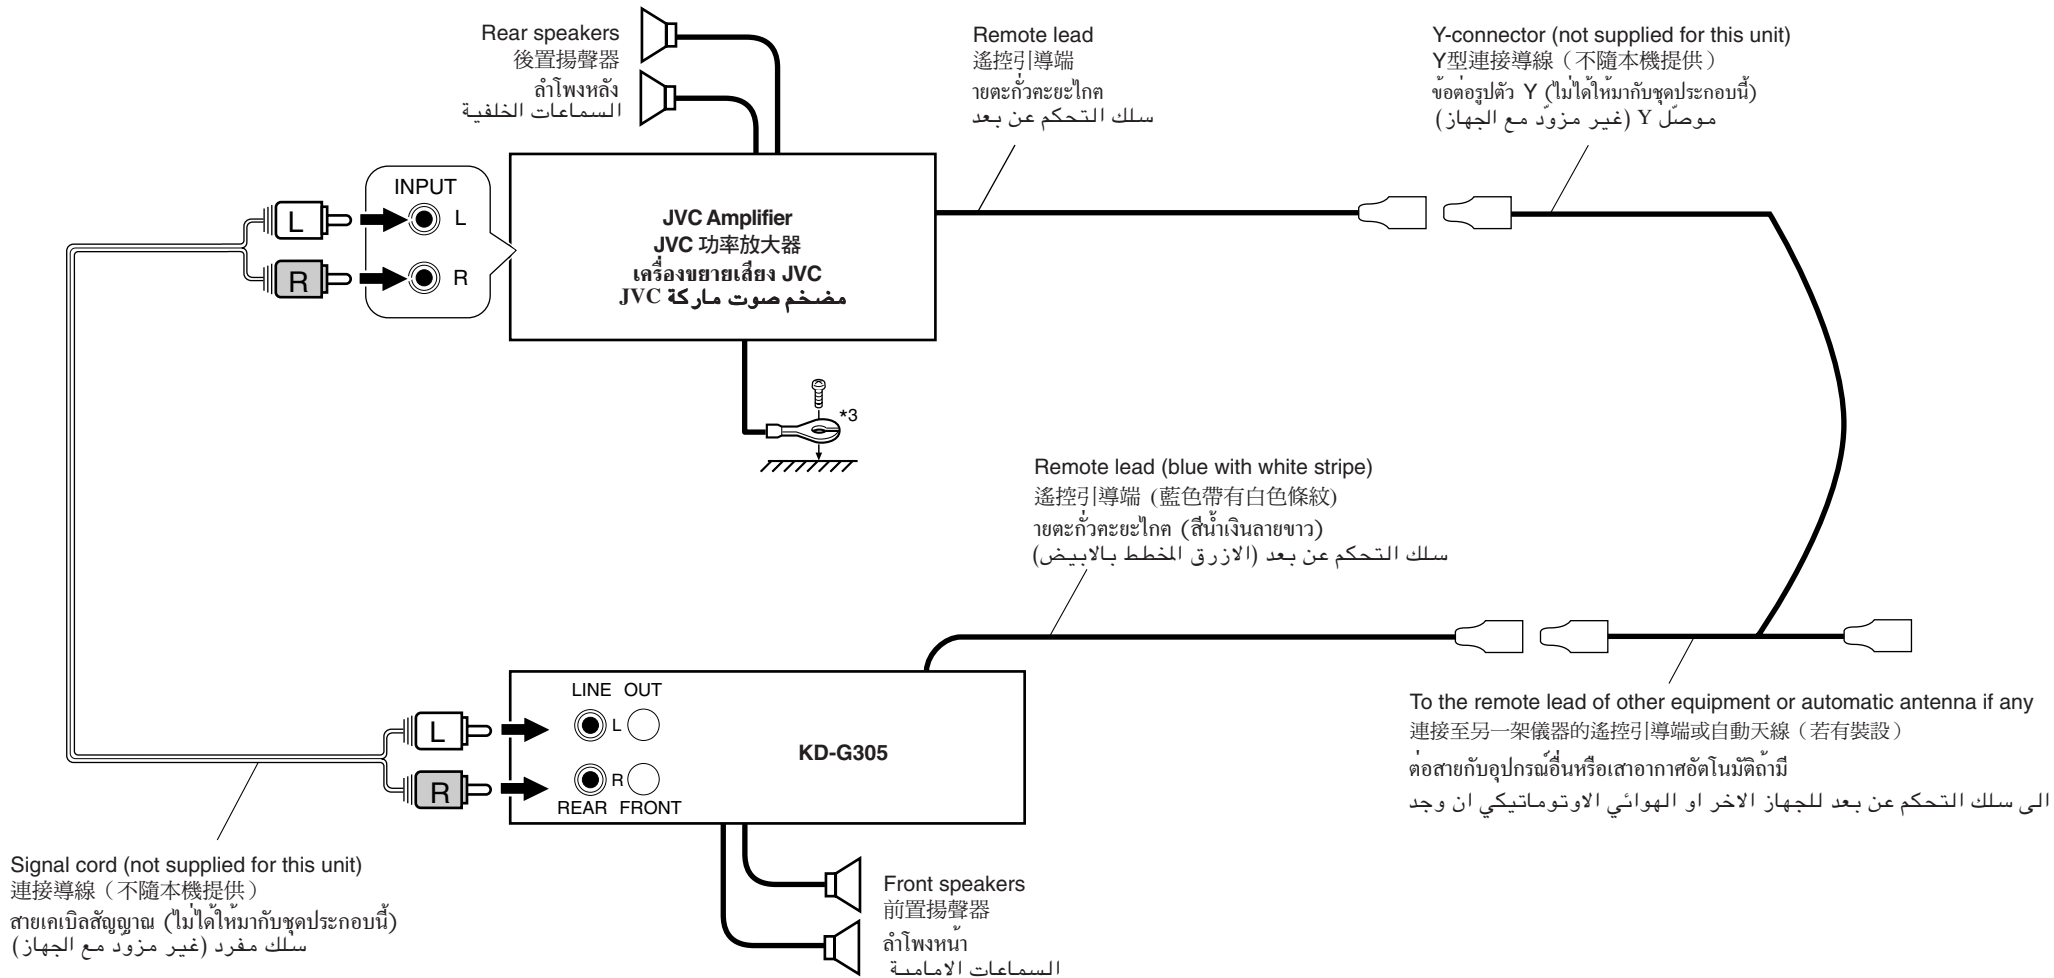 Rear speakers
後置揚聲器
ลำโพงหลัง
السماعات الخلفية
Remote lead
遙控引導端
ายตะกั่วฅะยะไกฅ
سلك التحكم عن بعد
Y-connector (not supplied for this unit)
Y型連接導線（不隨本機提供）
ข้อต่อรูปตัว Y (ไม่ได้ให้มากับชุดประกอบนี้)
موصّل Y (غير مزوّد مع الجهاز)
INPUT
L
L
R
R
JVC Amplifier
JVC 功率放大器
เครื่องขยายเสียง JVC
مضخم صوت ماركة JVC
*3
Remote lead (blue with white stripe)
遙控引導端 (藍色帶有白色條紋)
ายตะกั่วฅะยะไกฅ (สีน้ำเงินลายขาว)
سلك التحكم عن بعد (الازرق المخطط بالابيض)
LINE OUT
L
L
R
R
REAR FRONT
KD-G305
To the remote lead of other equipment or automatic antenna if any
連接至另一架儀器的遙控引導端或自動天線（若有裝設）
ต่อสายกับอุปกรณ์อื่นหรือเสาอากาศอัตโนมัติถ้ามี
الى سلك التحكم عن بعد للجهاز الاخر او الهوائي الاوتوماتيكي ان وجد
Signal cord (not supplied for this unit)
連接導線（不隨本機提供）
สายเคเบิลสัญญาณ (ไม่ได้ให้มากับชุดประกอบนี้)
سلك مفرد (غير مزوّد مع الجهاز)
Front speakers
前置揚聲器
ลำโพงหน้า
السماعات الامامية